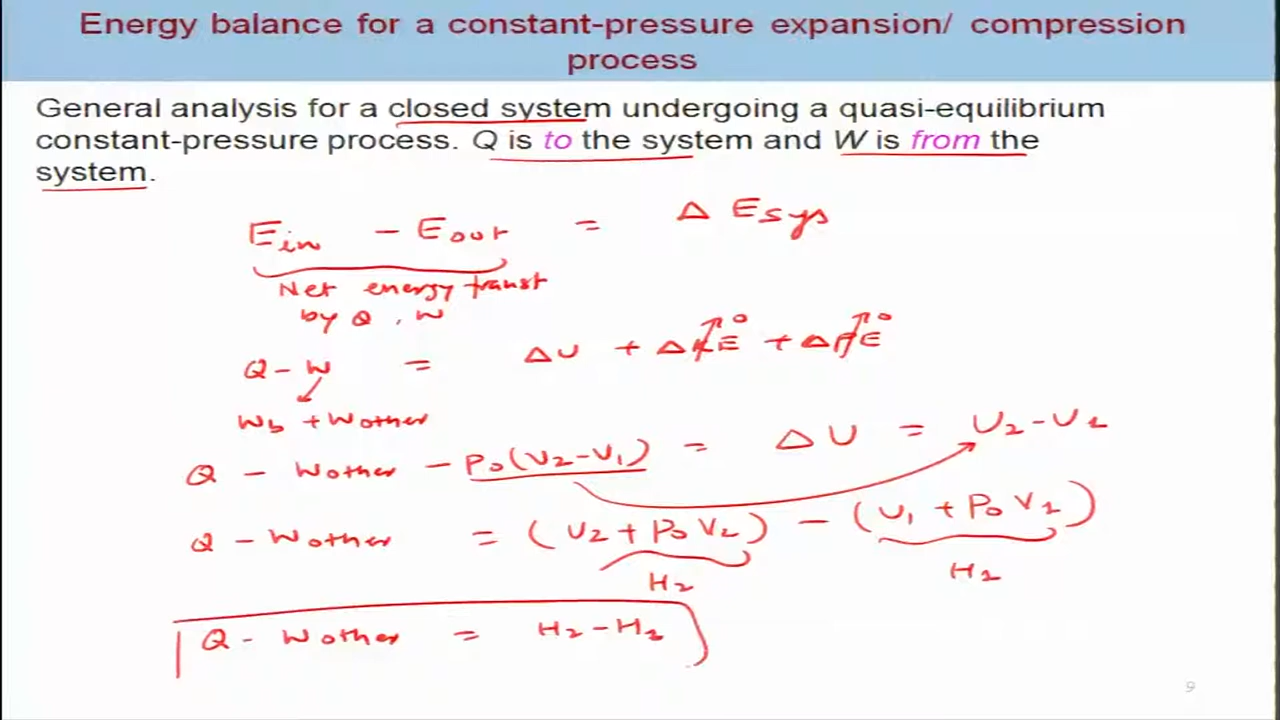 Energy balance for a constant-pressure expansion/ compression
process
General analysis for a closed system undergoing a quasi-equilibrium
constant-pressure process. Q is to the system and W is from the
system.
Ein - Eout = Δ Esys
Net energy transf
by Q, W
Q - W = ΔU + ΔKE⁰ + ΔPE⁰
Wb + Wother
Q - Wother - P₀(V₂-V₁) = ΔU = U₂-U₁
Q - Wother = (U₂ + P₀V₂) - (U₁ + P₀V₁)
H₂ H₁
Q - Wother = H₂-H₁
9